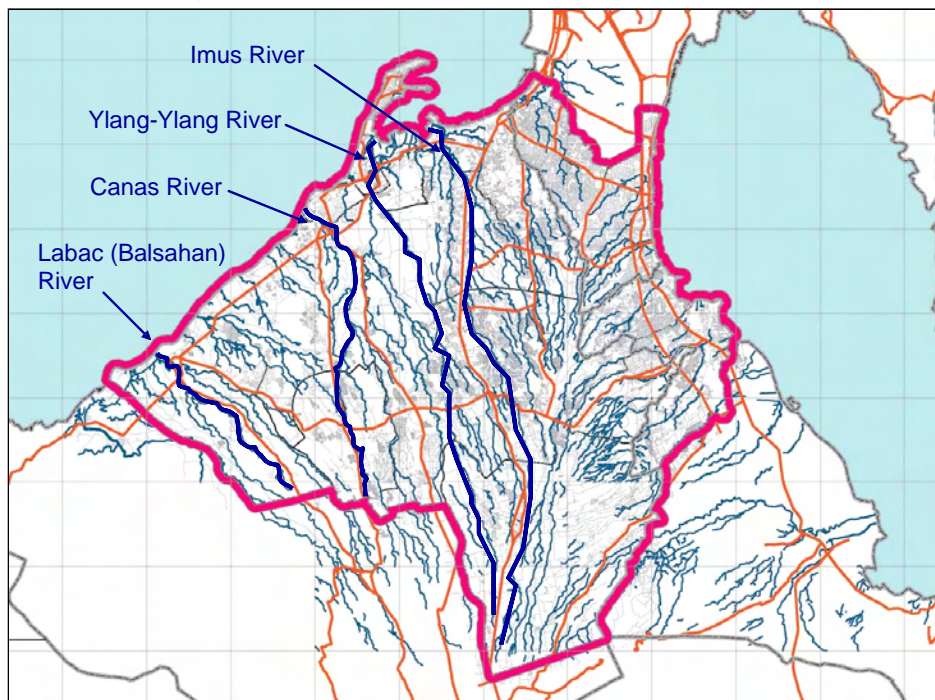 Imus River
Ylang-Ylang River
Canas River
Labac (Balsahan)
River